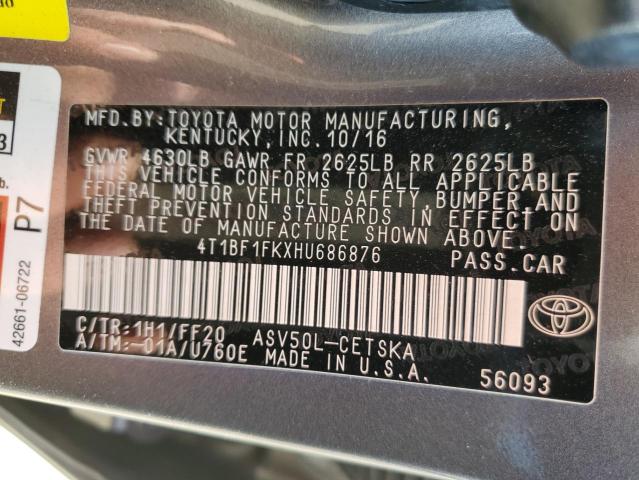 MFD.BY:TOYOTA MOTOR MANUFACTURING,
KENTUCKY, INC. 10/16
GVWR 4630LB GAWR FR 2625LB RR 2625LB
THIS VEHICLE CONFORMS TO ALL APPLICABLE
FEDERAL MOTOR VEHICLE SAFETY, BUMPER AND
THEFT PREVENTION STANDARDS IN EFFECT ON
THE DATE OF MANUFACTURE SHOWN ABOVE.
4T1BF1FKXHU686876 PASS.CAR
C/TR:1H1/FF20 ASV50L-CETSKA
A/TM:-01A/U760E MADE IN U.S.A. 56093
P7
42661-06722